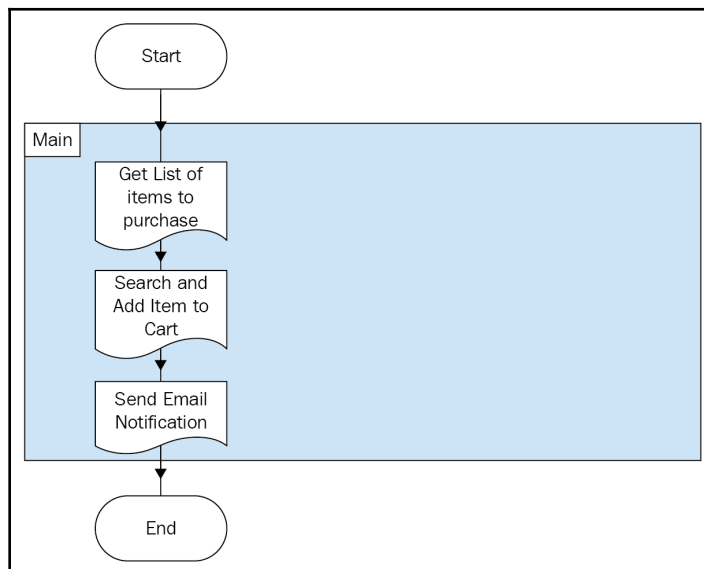 Start
Main
Get List of
items to
purchase
Search and
Add Item to
Cart
Send Email
Notification
End